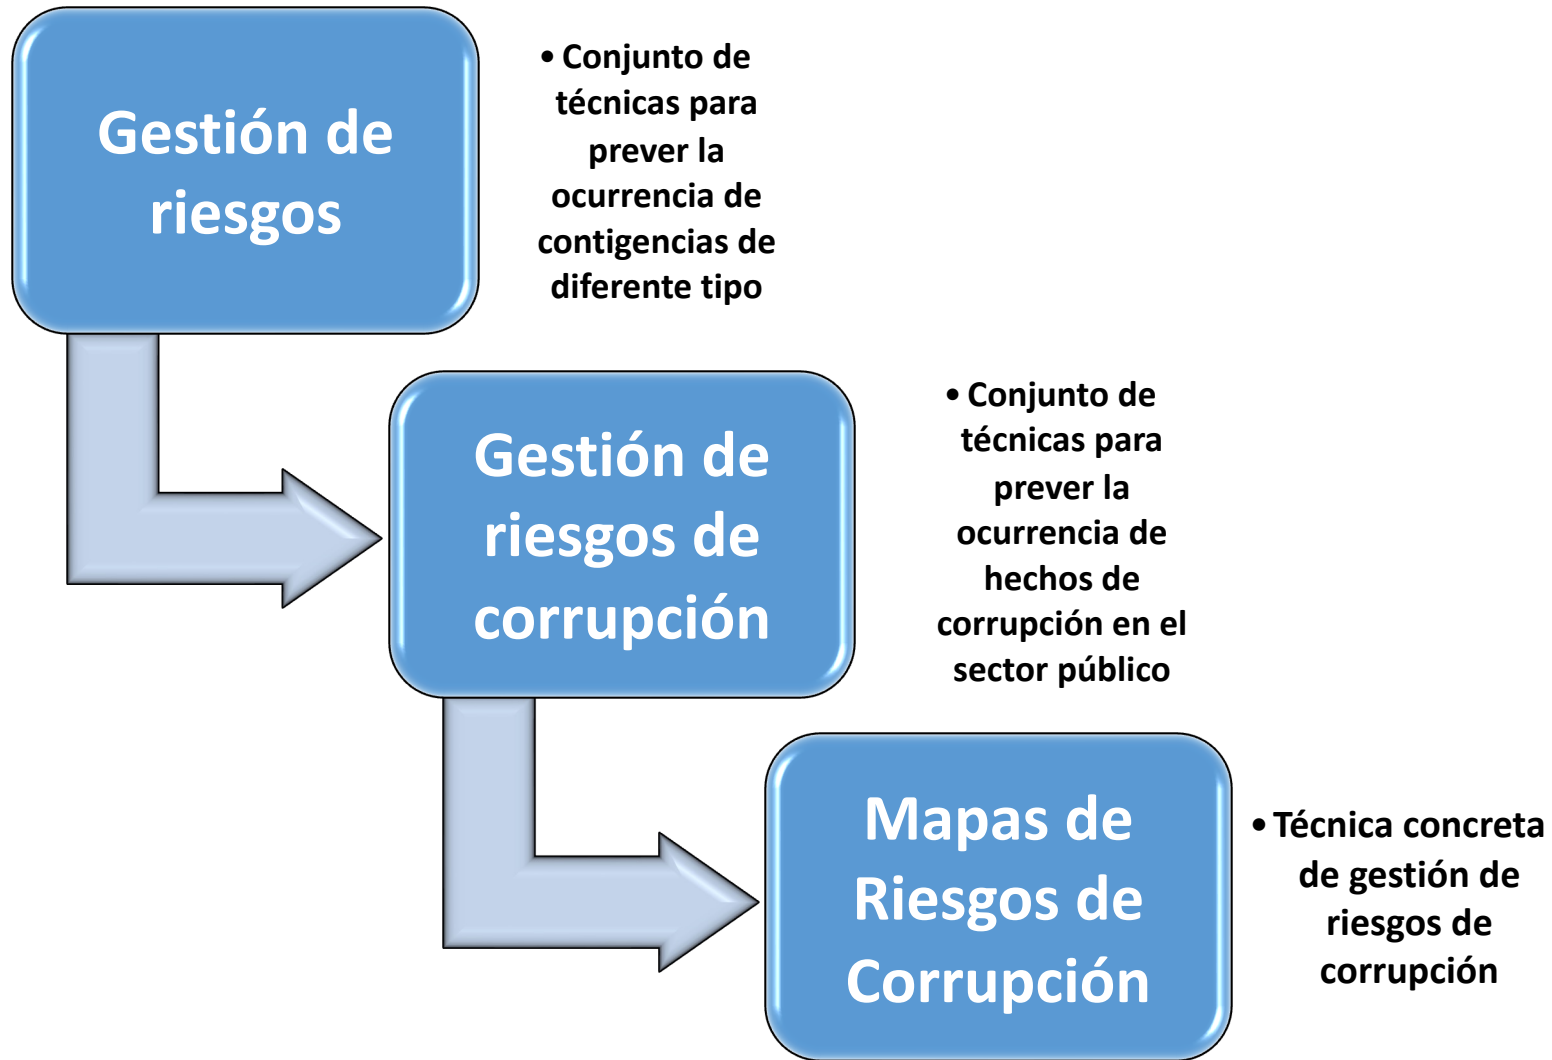 Gestión de
riesgos
• Conjunto de
técnicas para
prever la
ocurrencia de
contigencias de
diferente tipo
Gestión de
riesgos de
corrupción
• Conjunto de
técnicas para
prever la
ocurrencia de
hechos de
corrupción en el
sector público
Mapas de
Riesgos de
Corrupción
• Técnica concreta
de gestión de
riesgos de
corrupción